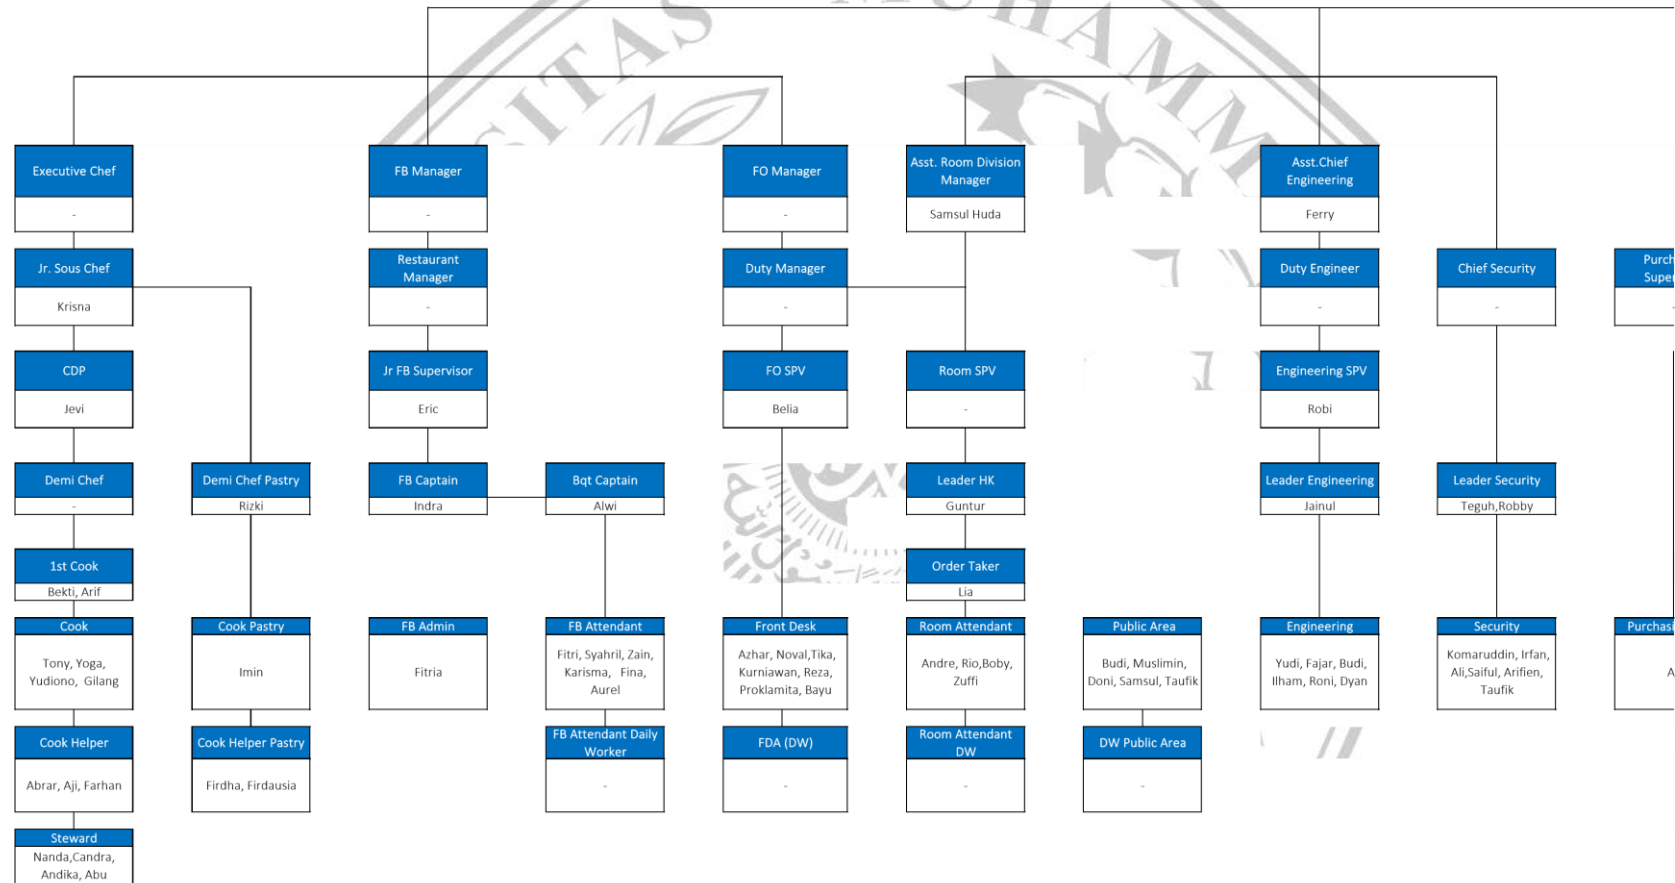 SITAS MUHAMM
Executive Chef
-
FB Manager
-
FO Manager
-
Asst. Room Division
Manager
Samsul Huda
Asst.Chief
Engineering
Ferry
Jr. Sous Chef
Krisna
Restaurant
Manager
-
Duty Manager
-
Duty Engineer
-
Chief Security
-
CDP
Jevi
Jr FB Supervisor
Eric
FO SPV
Belia
Room SPV
-
Engineering SPV
Robi
Demi Chef
-
Demi Chef Pastry
Rizki
FB Captain
Indra
Bqt Captain
Alwi
Leader HK
Guntur
Leader Engineering
Jainul
Leader Security
Teguh,Robby
1st Cook
Bekti, Arif
Order Taker
Lia
Cook
Tony, Yoga,
Yudiono, Gilang
Cook Pastry
Imin
FB Admin
Fitria
FB Attendant
Fitri, Syahril, Zain,
Karisma, Fina,
Aurel
Front Desk
Azhar, Noval,Tika,
Kurniawan, Reza,
Proklamita, Bayu
Room Attendant
Andre, Rio,Boby,
Zuffi
Public Area
Budi, Muslimin,
Doni, Samsul, Taufik
Engineering
Yudi, Fajar, Budi,
Ilham, Roni, Dyan
Security
Komaruddin, Irfan,
Ali,Saiful, Arifien,
Taufik
Cook Helper
Abrar, Aji, Farhan
Cook Helper Pastry
Firdha, Firdausia
FB Attendant Daily
Worker
-
FDA (DW)
-
Room Attendant
DW
-
DW Public Area
-
Steward
Nanda,Candra,
Andika, Abu